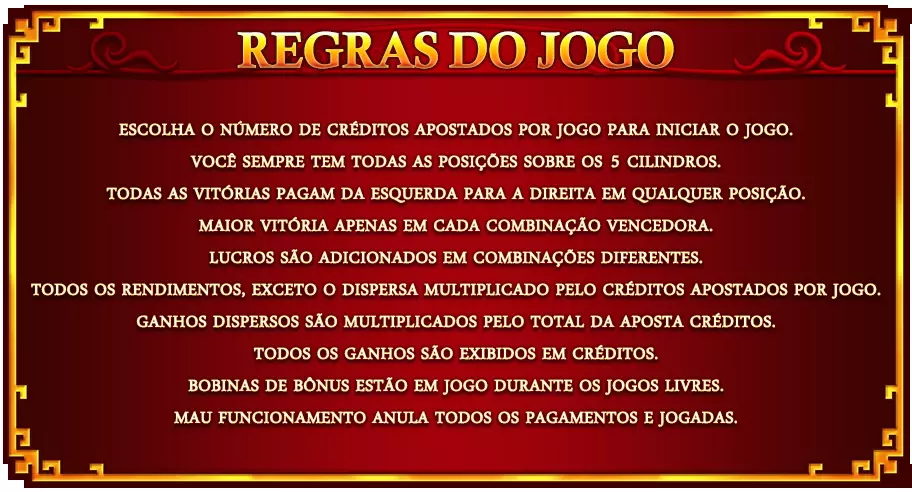 REGRAS DO JOGO
ESCOLHA O NÚMERO DE CRÉDITOS APOSTADOS POR JOGO PARA INICIAR O JOGO.
VOCÊ SEMPRE TEM TODAS AS POSIÇÕES SOBRE OS 5 CILINDROS.
TODAS AS VITÓRIAS PAGAM DA ESQUERDA PARA A DIREITA EM QUALQUER POSIÇÃO.
MAIOR VITÓRIA APENAS EM CADA COMBINAÇÃO VENCEDORA.
LUCROS SÃO ADICIONADOS EM COMBINAÇÕES DIFERENTES.
TODOS OS RENDIMENTOS, EXCETO O DISPERSA MULTIPLICADO PELO CRÉDITOS APOSTADOS POR JOGO.
GANHOS DISPERSOS SÃO MULTIPLICADOS PELO TOTAL DA APOSTA CRÉDITOS.
TODOS OS GANHOS SÃO EXIBIDOS EM CRÉDITOS.
BOBINAS DE BÔNUS ESTÃO EM JOGO DURANTE OS JOGOS LIVRES.
MAU FUNCIONAMENTO ANULA TODOS OS PAGAMENTOS E JOGADAS.